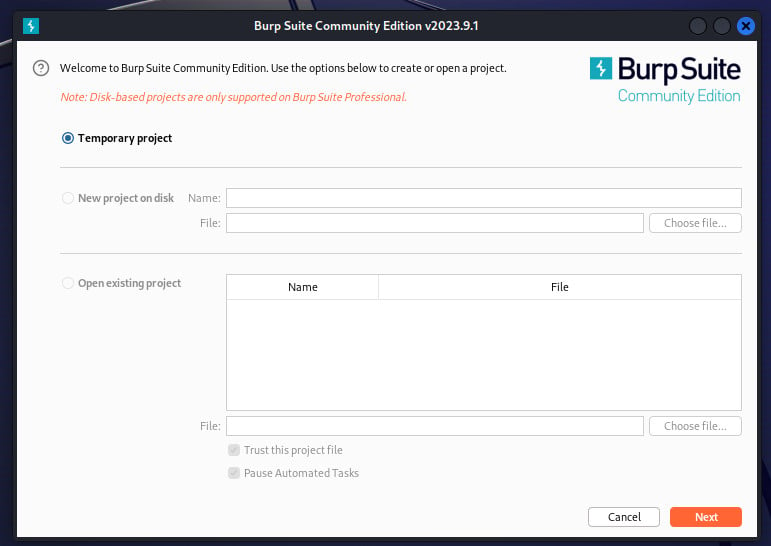 Burp Suite Community Edition v2023.9.1
Welcome to Burp Suite Community Edition. Use the options below to create or open a project.
Burp Suite
Community Edition
Note: Disk-based projects are only supported on Burp Suite Professional.
Temporary project
New project on disk Name:
File: Choose file...
Open existing project Name File
File: Choose file...
Trust this project file
Pause Automated Tasks
Cancel Next